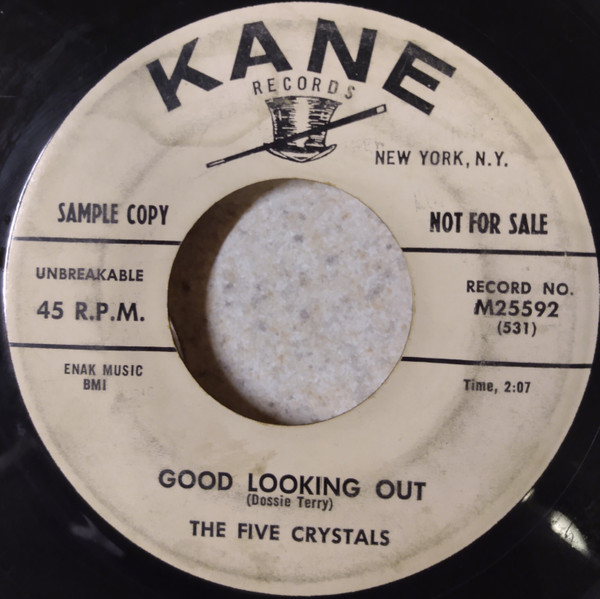 KANE
RECORDS
NEW YORK, N.Y.
SAMPLE COPY
NOT FOR SALE
UNBREAKABLE
45 R.P.M.
RECORD NO.
M25592
(531)
ENAK MUSIC
BMI
Time, 2:07
GOOD LOOKING OUT
(Dossie Terry)
THE FIVE CRYSTALS